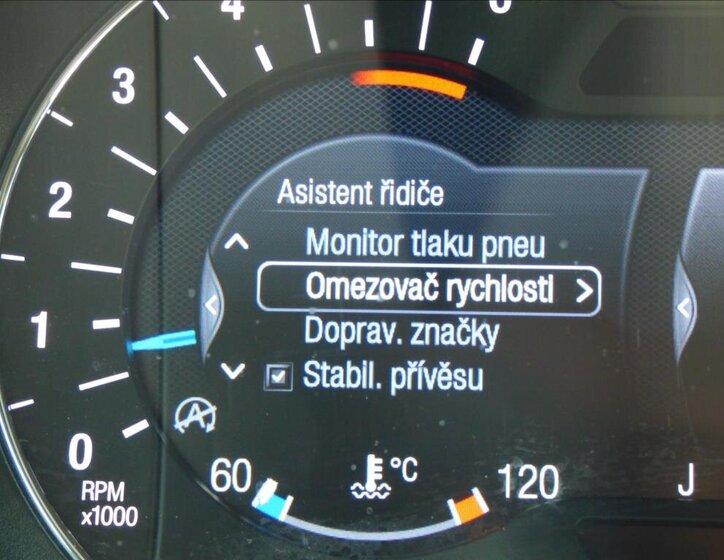 4
3
2
1
0
RPM
x1000
Asistent řidiče
Monitor tlaku pneu
Omezovač rychlosti
Doprav. značky
Stabil. přívěsu
A
60
°C
120
J